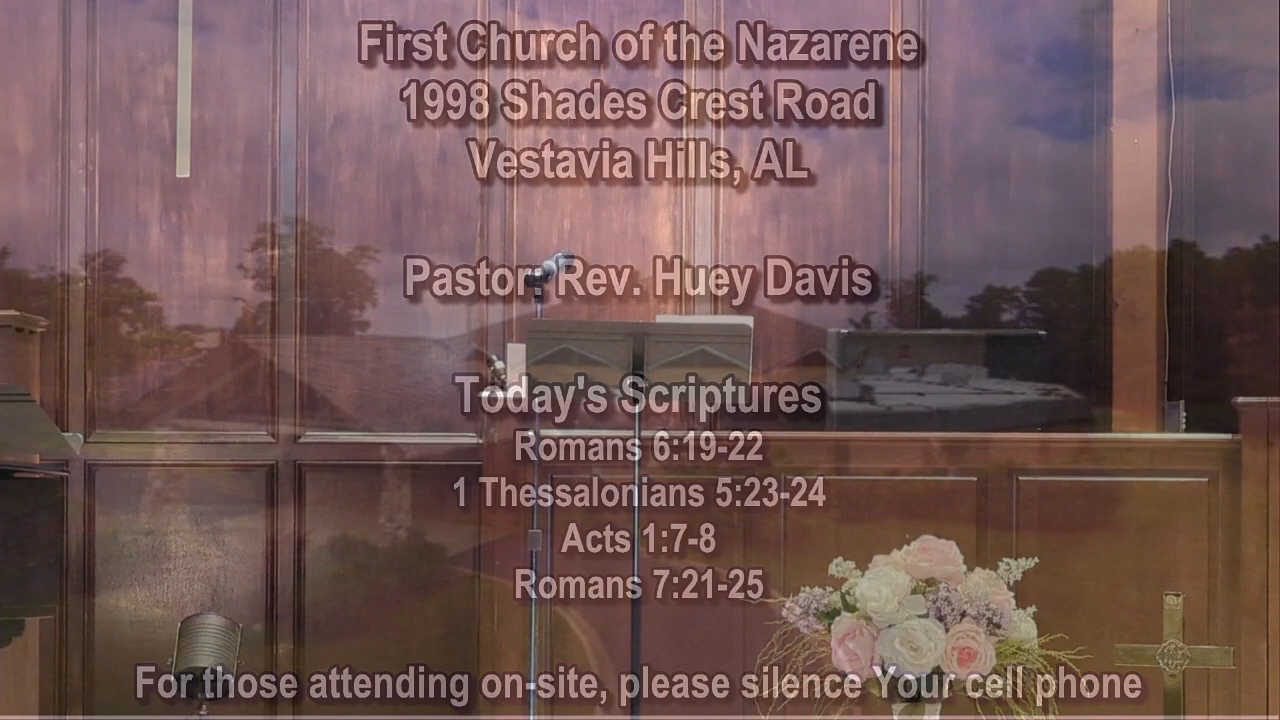 First Church of the Nazarene
1998 Shades Crest Road
Vestavia Hills, AL
Pastor: Rev. Huey Davis
Today's Scriptures
Romans 6:19-22
1 Thessalonians 5:23-24
Acts 1:7-8
Romans 7:21-25
For those attending on-site, please silence Your cell phone